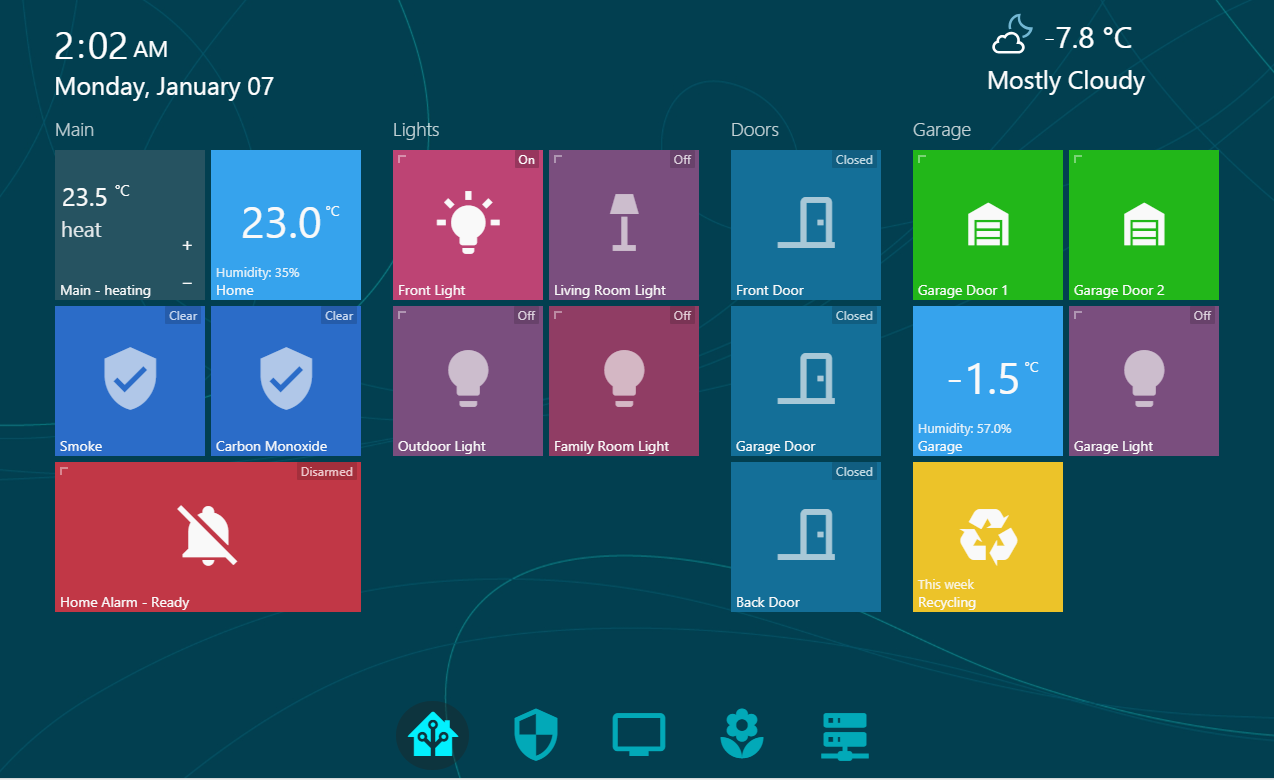 2:02 AM
Monday, January 07
-7.8 °C
Mostly Cloudy
Main
23.5 °C
heat
+
−
Main - heating
23.0 °C
Humidity: 35%
Home
Clear
Smoke
Clear
Carbon Monoxide
Disarmed
Home Alarm - Ready
Lights
On
Front Light
Off
Living Room Light
Off
Outdoor Light
Off
Family Room Light
Doors
Closed
Front Door
Closed
Garage Door
Closed
Back Door
Garage
Garage Door 1
Garage Door 2
-1.5 °C
Humidity: 57.0%
Garage
Off
Garage Light
This week
Recycling